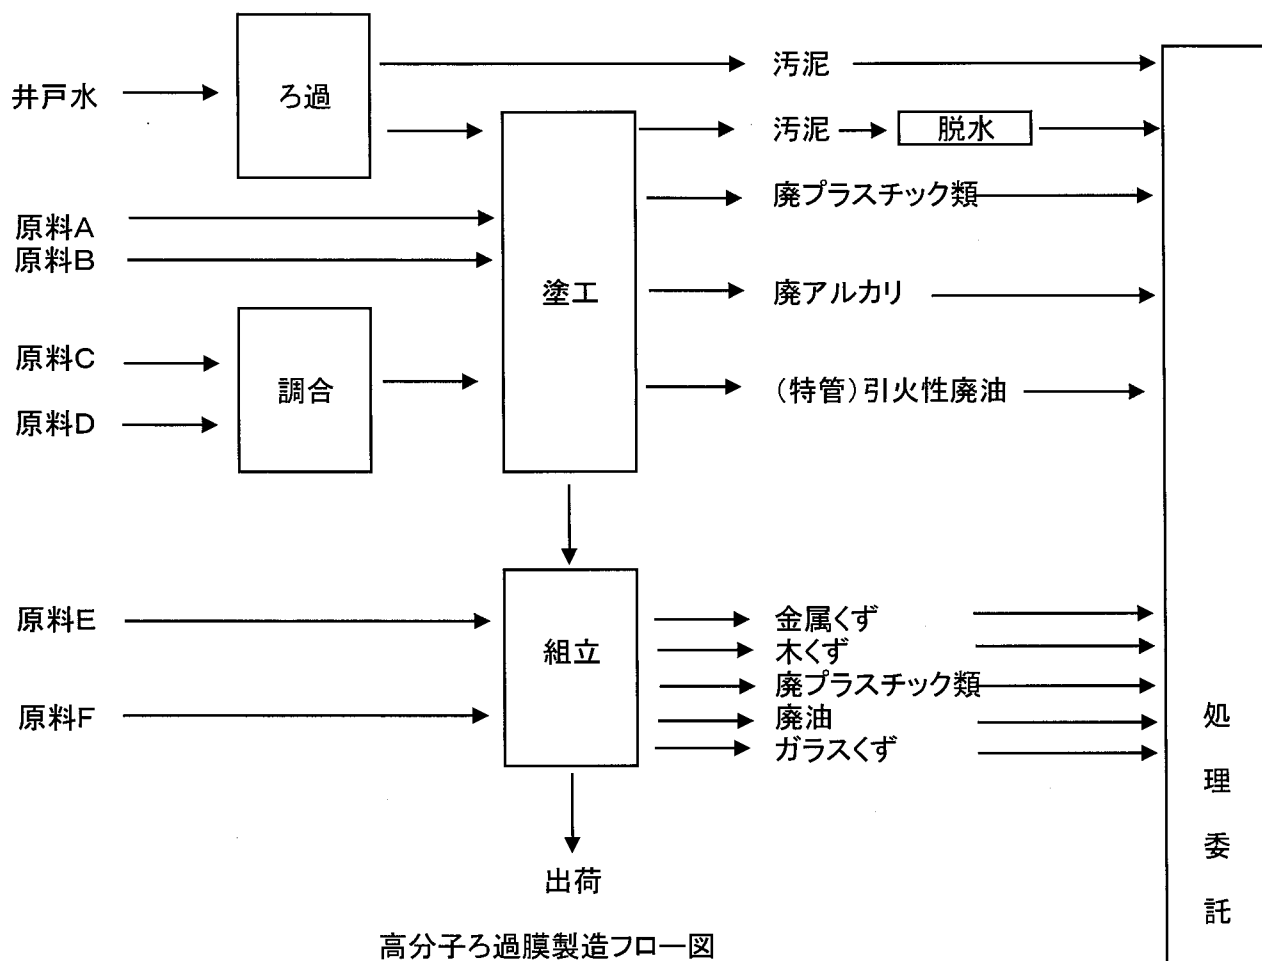 井戸水
ろ過
汚泥
汚泥
脱水
廃プラスチック類
原料A
原料B
塗工
廃アルカリ
原料C
調合
(特管)引火性廃油
原料D
原料E
組立
金属くず
木くず
廃プラスチック類
原料F
廃油
ガラスくず
処理委託
出荷
高分子ろ過膜製造フロー図